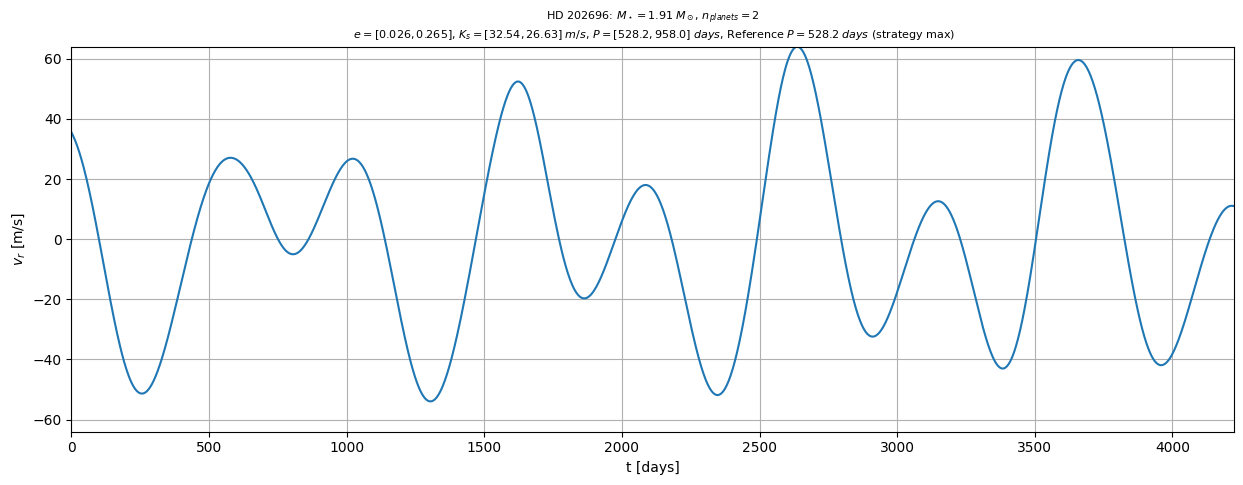 HD 202696: M⋆ = 1.91 M⊙, n_planets = 2
e = [0.026, 0.265], K_s = [32.54, 26.63] m/s, P = [528.2, 958.0] days, Reference P = 528.2 days (strategy max)
60
40
20
0
−20
−40
−60
v_r [m/s]
0 500 1000 1500 2000 2500 3000 3500 4000
t [days]